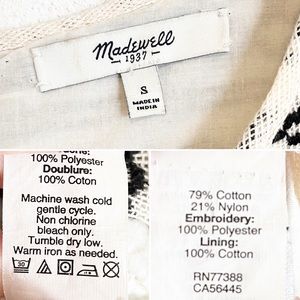 Madewell
1937
S
MADE IN
INDIA
100% Polyester
Doublure:
100% Coton
Machine wash cold
gentle cycle.
Non chlorine
bleach only.
Tumble dry low.
Warm iron as needed.
30
79% Cotton
21% Nylon
Embroidery:
100% Polyester
Lining:
100% Cotton
RN77388
CA56445